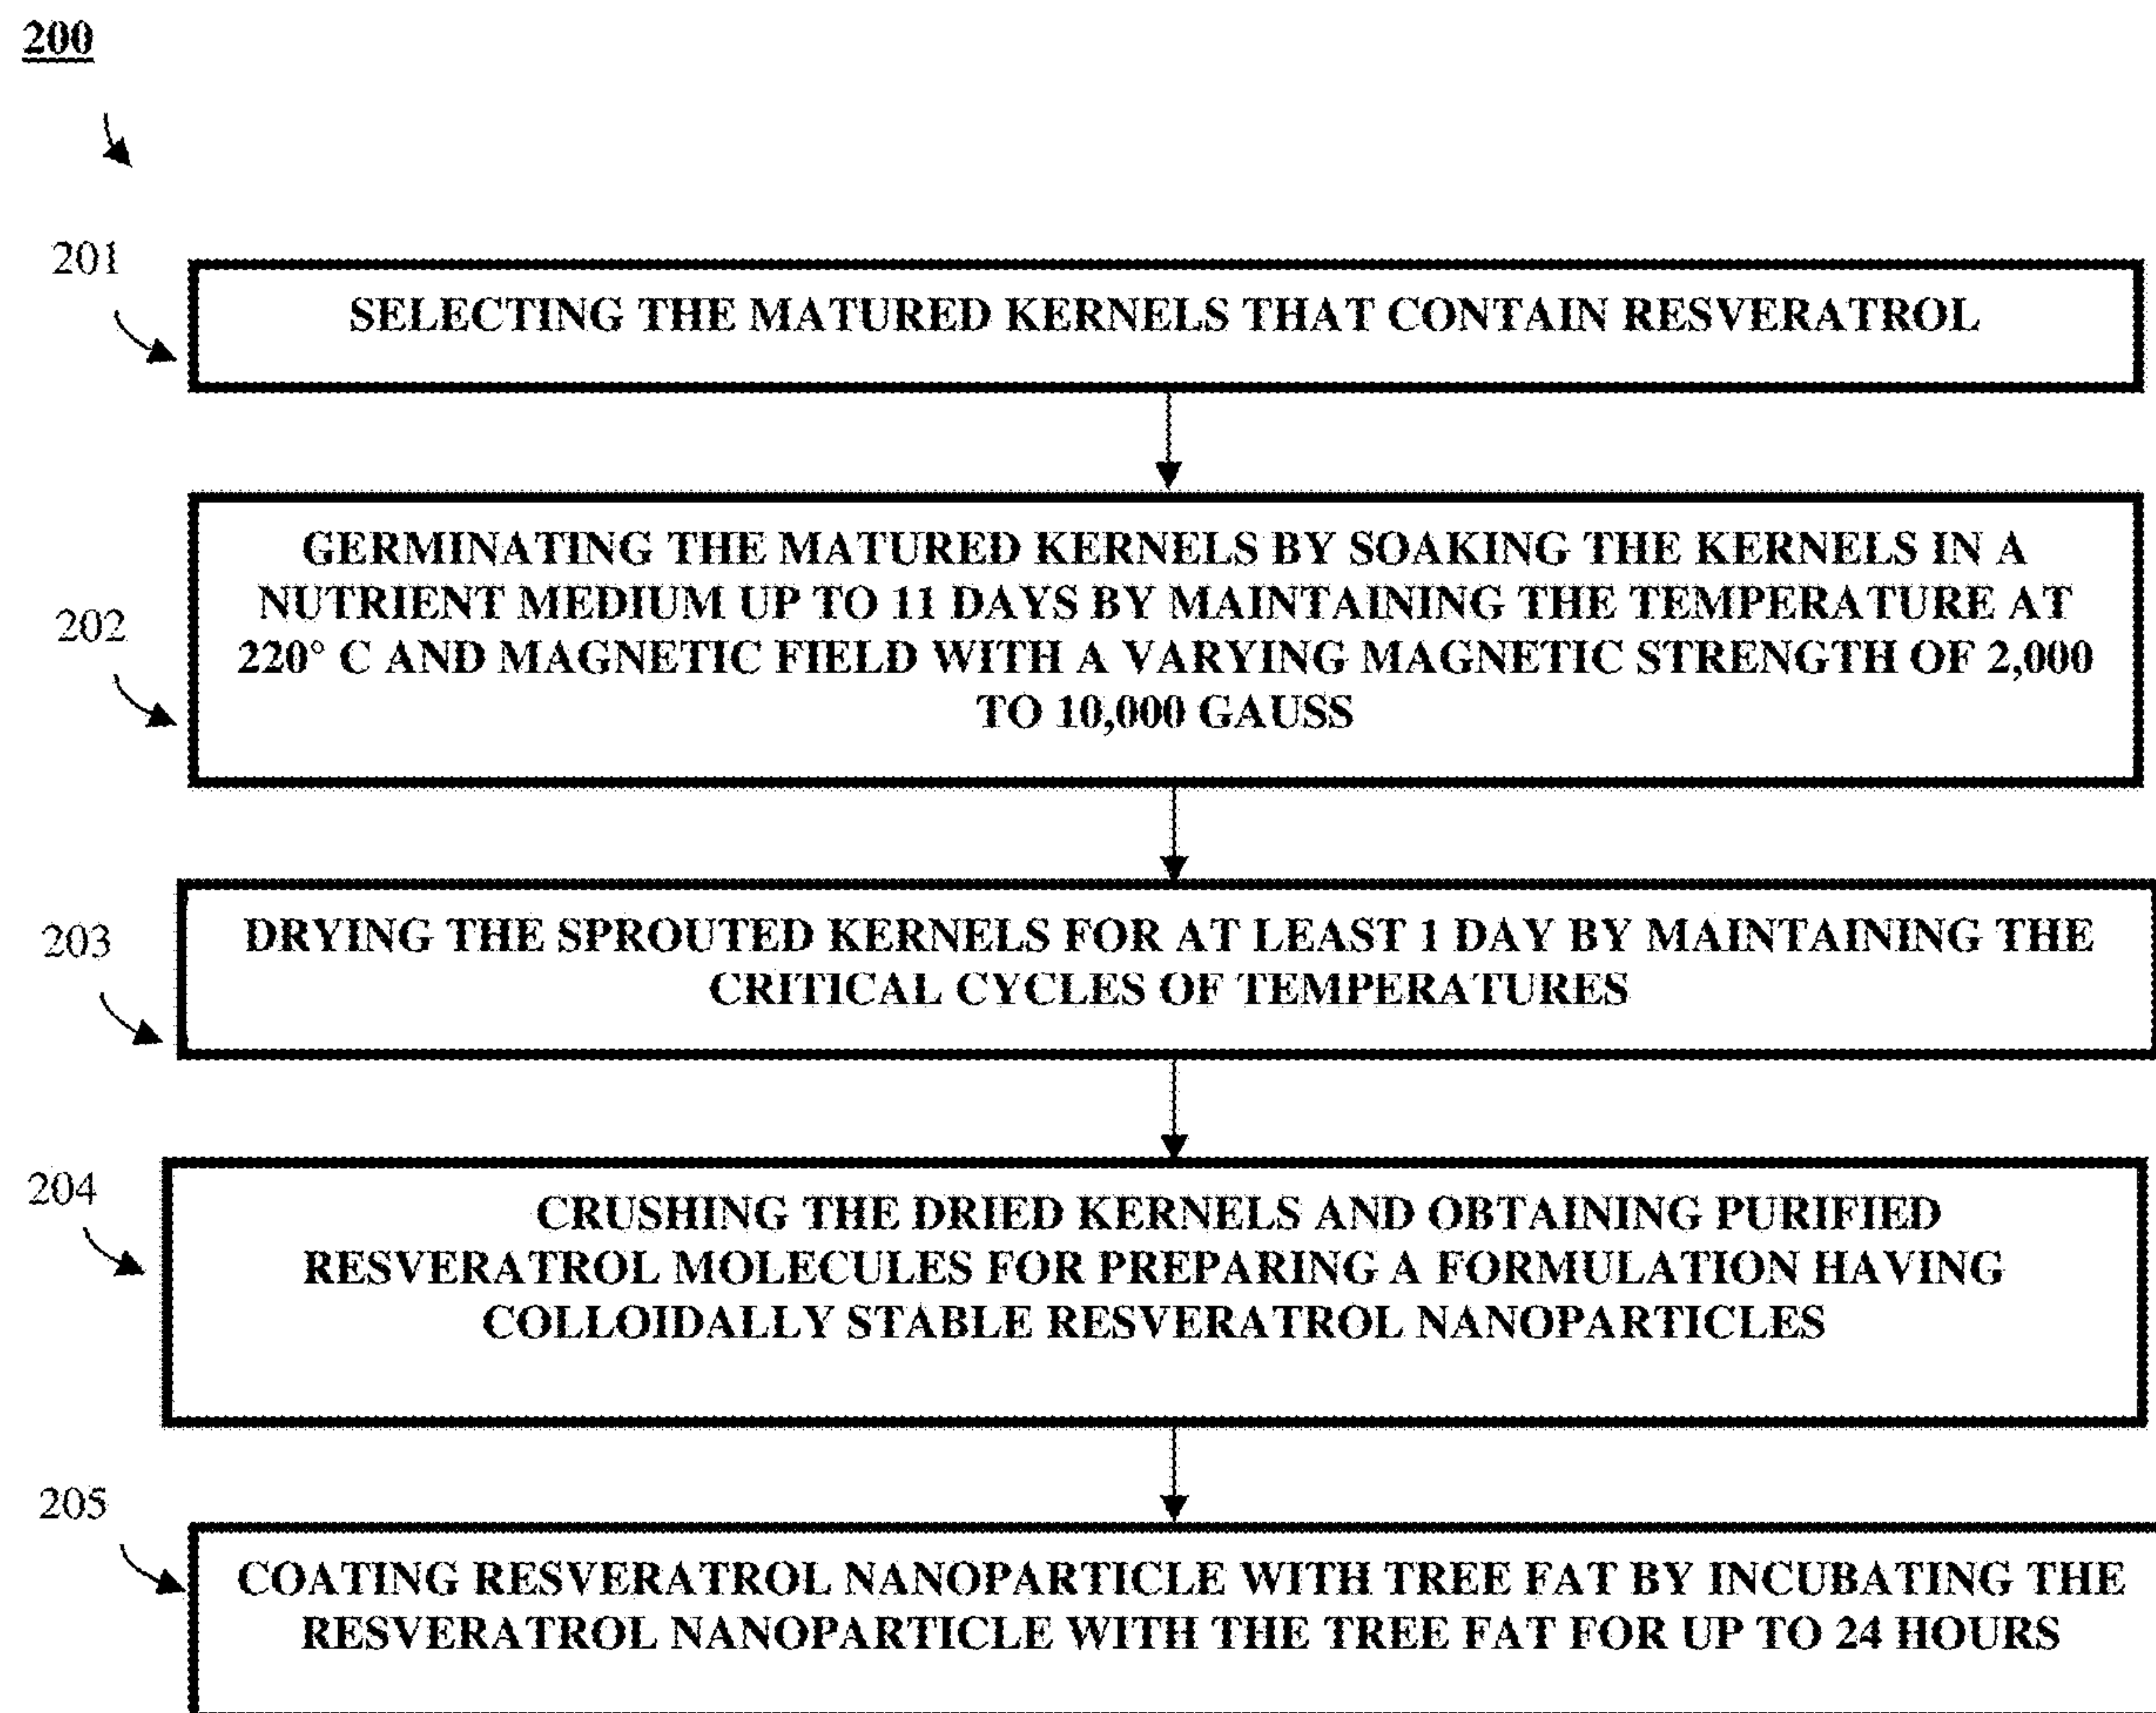 200
201
SELECTING THE MATURED KERNELS THAT CONTAIN RESVERATROL
GERMINATING THE MATURED KERNELS BY SOAKING THE KERNELS IN A
NUTRIENT MEDIUM UP TO 11 DAYS BY MAINTAINING THE TEMPERATURE AT
202
220° C AND MAGNETIC FIELD WITH A VARYING MAGNETIC STRENGTH OF 2,000
TO 10,000 GAUSS
203
DRYING THE SPROUTED KERNELS FOR AT LEAST 1 DAY BY MAINTAINING THE
CRITICAL CYCLES OF TEMPERATURES
204
CRUSHING THE DRIED KERNELS AND OBTAINING PURIFIED
RESVERATROL MOLECULES FOR PREPARING A FORMULATION HAVING
COLLOIDALLY STABLE RESVERATROL NANOPARTICLES
205
COATING RESVERATROL NANOPARTICLE WITH TREE FAT BY INCUBATING THE
RESVERATROL NANOPARTICLE WITH THE TREE FAT FOR UP TO 24 HOURS